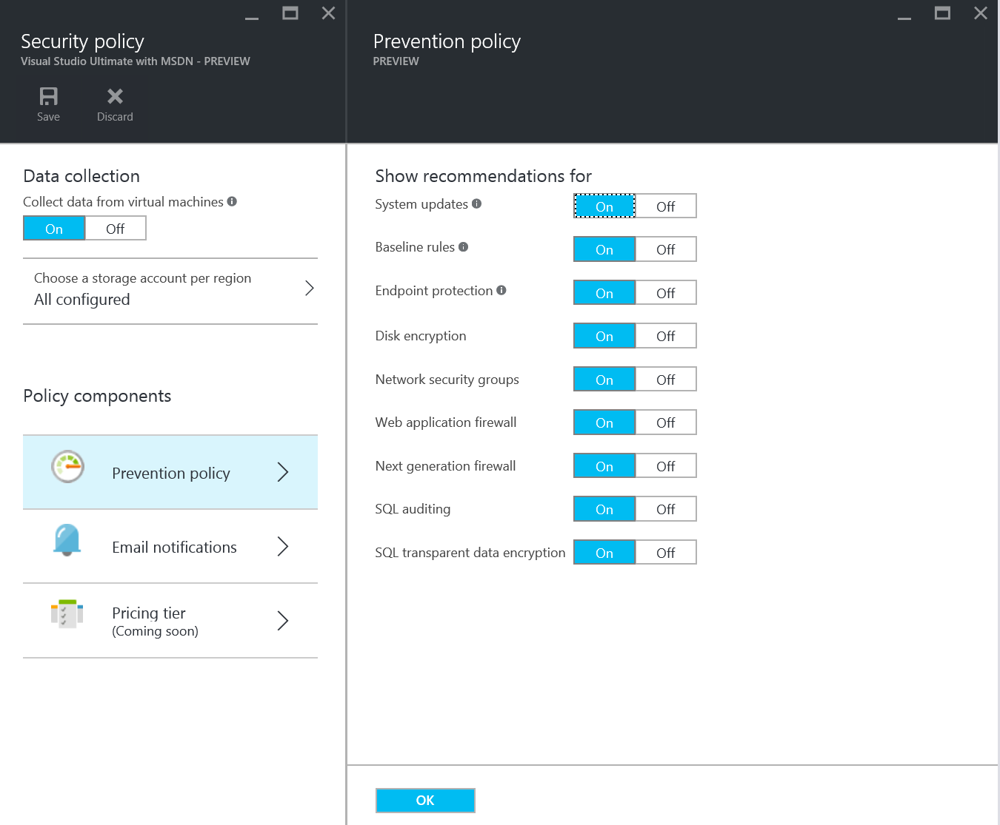 Security policy
Visual Studio Ultimate with MSDN - PREVIEW
Save
Discard
Data collection
Collect data from virtual machines
On
Off
Choose a storage account per region
All configured
Policy components
Prevention policy
Email notifications
Pricing tier
(Coming soon)
Prevention policy
PREVIEW
Show recommendations for
System updates On Off
Baseline rules On Off
Endpoint protection On Off
Disk encryption On Off
Network security groups On Off
Web application firewall On Off
Next generation firewall On Off
SQL auditing On Off
SQL transparent data encryption On Off
OK